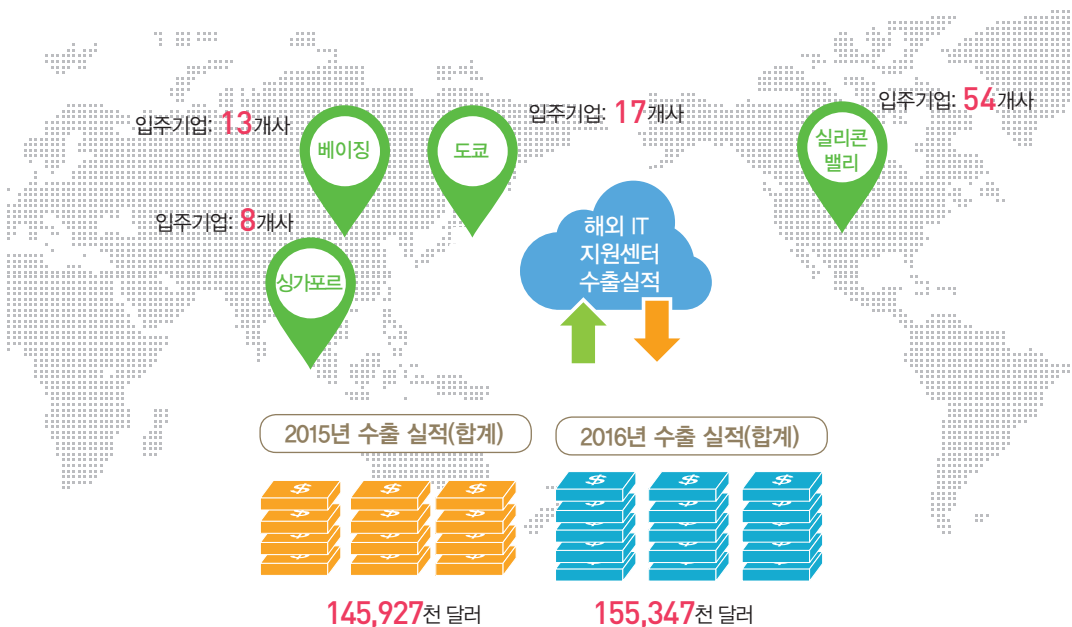 입주기업: 13개사
베이징
입주기업: 17개사
도쿄
입주기업: 54개사
실리콘
밸리
입주기업: 8개사
싱가포르
해외 IT
지원센터
수출실적
2015년 수출 실적(합계)
2016년 수출 실적(합계)
145,927천 달러
155,347천 달러